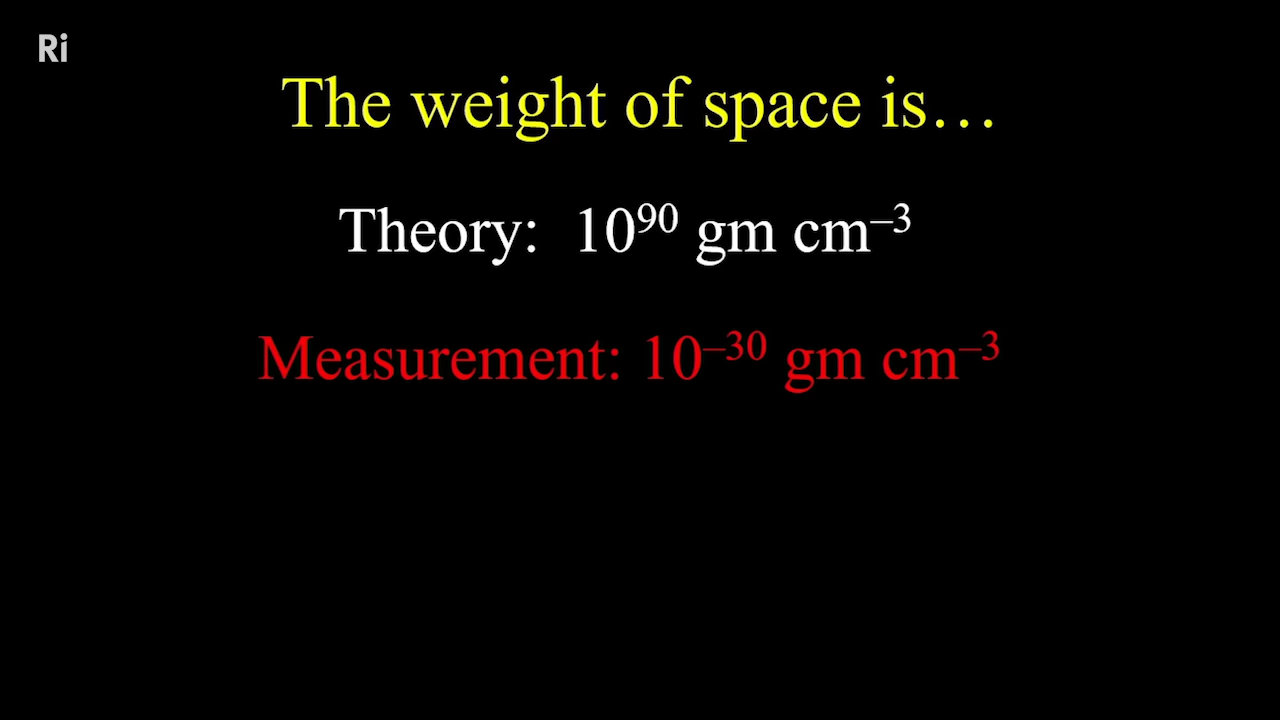 Ri
The weight of space is…
Theory: 10⁹⁰ gm cm⁻³
Measurement: 10⁻³⁰ gm cm⁻³